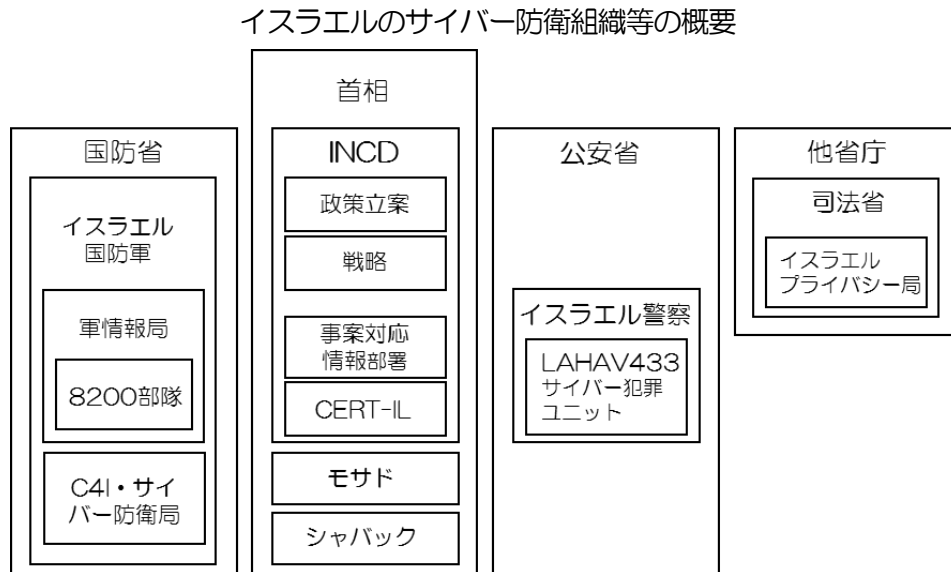 イスラエルのサイバー防衛組織等の概要
国防省
イスラエル
国防軍
軍情報局
8200部隊
C4I・サイ
バー防衛局
首相
INCD
政策立案
戦略
事案対応
情報部署
CERT-IL
モサド
シャバック
公安省
イスラエル警察
LAHAV433
サイバー犯罪
ユニット
他省庁
司法省
イスラエル
プライバシー局